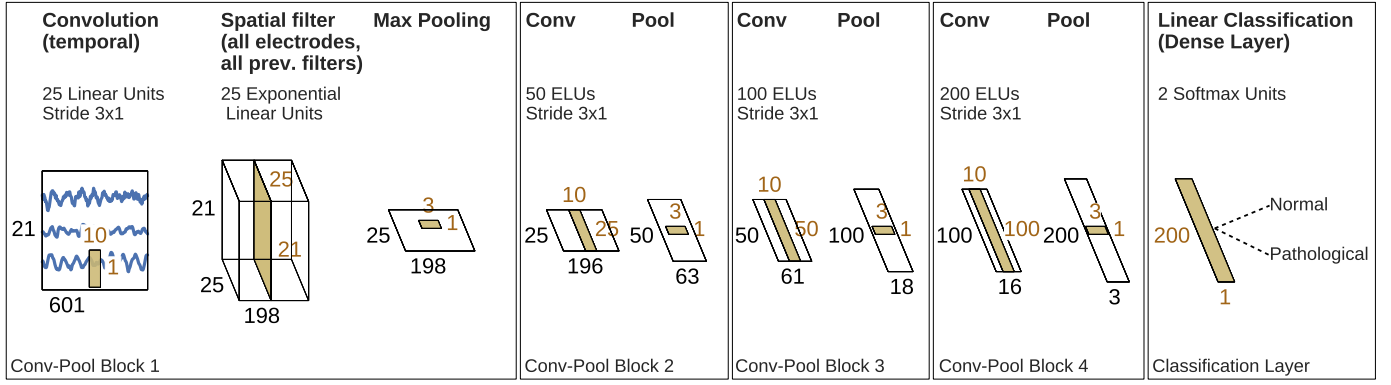 Convolution
(temporal)
25 Linear Units
Stride 3x1
21
10
1
601
Spatial filter
(all electrodes,
all prev. filters)
25 Exponential
Linear Units
25
21
21
25
198
Max Pooling
3
1
25
198
Conv-Pool Block 1
Conv
Pool
50 ELUs
Stride 3x1
10
25
25
196
3
50
1
63
Conv-Pool Block 2
Conv
Pool
100 ELUs
Stride 3x1
10
50
50
61
3
100
1
18
Conv-Pool Block 3
Conv
Pool
200 ELUs
Stride 3x1
10
100
100
16
3
200
1
3
Conv-Pool Block 4
Linear Classification
(Dense Layer)
2 Softmax Units
Normal
200
Pathological
1
Classification Layer